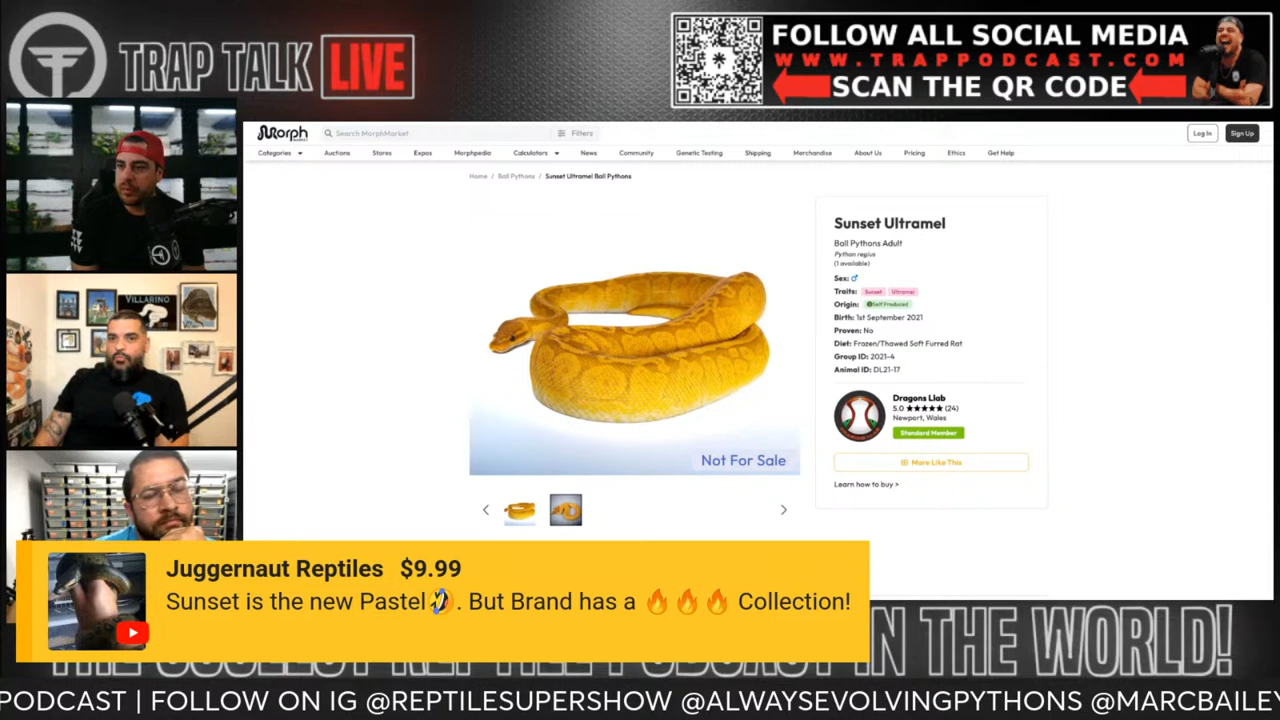 TRAP TALK LIVE
FOLLOW ALL SOCIAL MEDIA
WWW.TRAPPODCAST.COM
SCAN THE QR CODE
Morph
MARKET
Search MorphMarket
Filters
Log In
Sign Up
Categories
Auctions
Stores
Expos
Morphpedia
Calculators
News
Community
Genetic Testing
Shipping
Merchandise
About Us
Pricing
Ethics
Get Help
Home / Ball Pythons / Sunset Ultramel Ball Pythons
Sunset Ultramel
Ball Pythons Adult
Python regius
(1 available)
Sex: ♂
Traits: Sunset Ultramel
Origin: Self Produced
Birth: 1st September 2021
Proven: No
Diet: Frozen/Thawed Soft Furred Rat
Group ID: 2021-4
Animal ID: DL21-17
Dragons Llab
5.0 ★★★★★ (24)
Newport, Wales
Standard Member
More Like This
Learn how to buy >
Not For Sale
VILLARINO
Juggernaut Reptiles $9.99
Sunset is the new Pastel🤣. But Brand has a 🔥🔥🔥 Collection!
IN THE WORLD!
PODCAST | FOLLOW ON IG @REPTILESUPERSHOW @ALWAYSEVOLVINGPYTHONS @MARCBAILEY